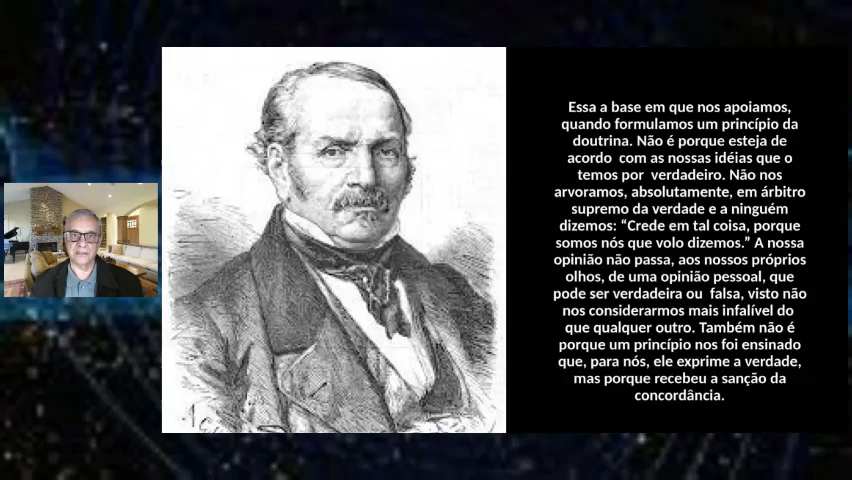 Essa a base em que nos apoiamos,
quando formulamos um princípio da
doutrina. Não é porque esteja de
acordo  com as nossas idéias que o
temos por  verdadeiro. Não nos
arvoramos, absolutamente, em árbitro
supremo da verdade e a ninguém
dizemos: “Crede em tal coisa, porque
somos nós que volo dizemos.” A nossa
opinião não passa, aos nossos próprios
olhos, de uma opinião pessoal, que
pode ser verdadeira ou  falsa, visto não
nos considerarmos mais infalível do
que qualquer outro. Também não é
porque um princípio nos foi ensinado
que, para nós, ele exprime a verdade,
mas porque recebeu a sanção da
concordância.